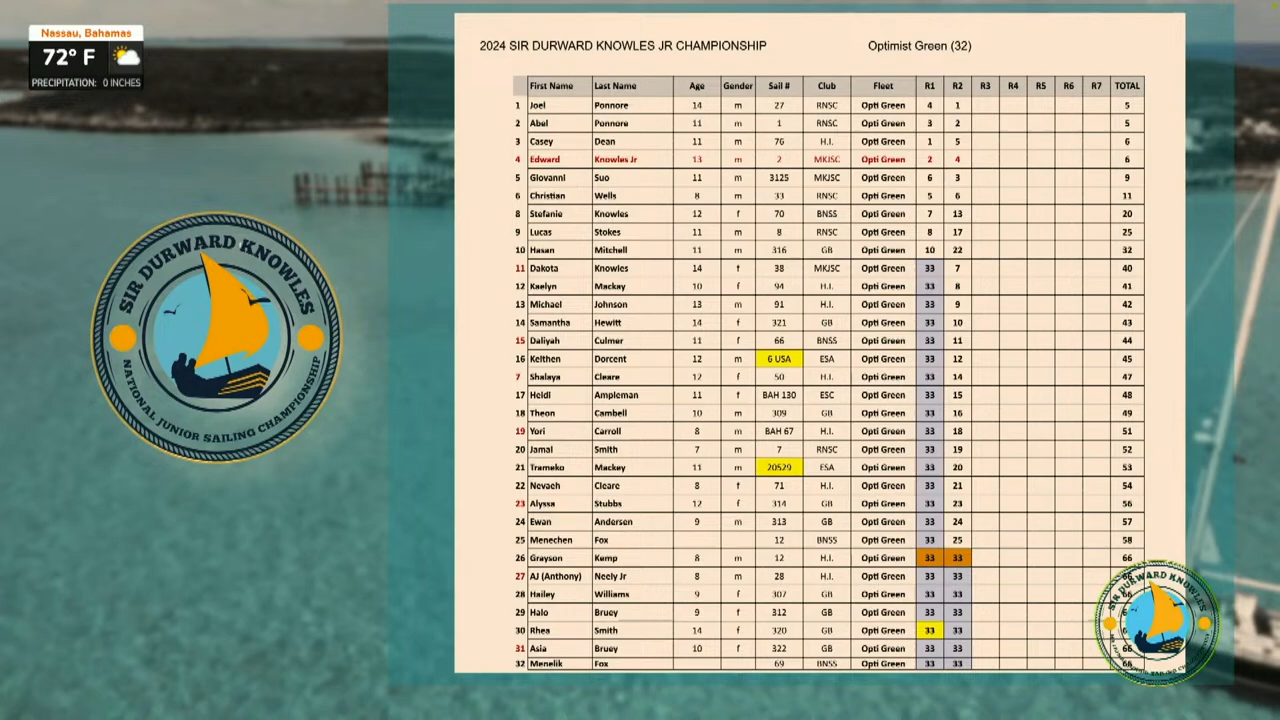 Nassau, Bahamas
72° F
PRECIPITATION: 0 INCHES
SIR DURWARD KNOWLES
NATIONAL JUNIOR SAILING CHAMPIONSHIP
2024 SIR DURWARD KNOWLES JR CHAMPIONSHIP Optimist Green (32)
First Name Last Name Age Gender Sail # Club Fleet R1 R2 R3 R4 R5 R6 R7 TOTAL
1 Joel Ponnore 14 m 27 RNSC Opti Green 4 1 5
2 Abel Ponnore 11 m 1 RNSC Opti Green 3 2 5
3 Casey Dean 11 m 76 H.I. Opti Green 1 5 6
4 Edward Knowles Jr 13 m 2 MKJSC Opti Green 2 4 6
5 Giovanni Suo 11 m 3125 MKJSC Opti Green 6 3 9
6 Christian Wells 8 m 33 RNSC Opti Green 5 6 11
8 Stefanie Knowles 12 f 70 BNSS Opti Green 7 13 20
9 Lucas Stokes 11 m 8 RNSC Opti Green 8 17 25
10 Hasan Mitchell 11 m 316 GB Opti Green 10 22 32
11 Dakota Knowles 14 f 38 MKJSC Opti Green 33 7 40
12 Kaelyn Mackay 10 f 94 H.I. Opti Green 33 8 41
13 Michael Johnson 13 m 91 H.I. Opti Green 33 9 42
14 Samantha Hewitt 14 f 321 GB Opti Green 33 10 43
15 Daliyah Culmer 11 f 66 BNSS Opti Green 33 11 44
16 Keithen Dorcent 12 m 6 USA ESA Opti Green 33 12 45
7 Shalaya Cleare 12 f 50 H.I. Opti Green 33 14 47
17 Heidi Ampleman 11 f BAH 130 ESC Opti Green 33 15 48
18 Theon Cambell 10 m 309 GB Opti Green 33 16 49
19 Yori Carroll 8 m BAH 67 H.I. Opti Green 33 18 51
20 Jamal Smith 7 m 7 RNSC Opti Green 33 19 52
21 Trameko Mackey 11 m 20529 ESA Opti Green 33 20 53
22 Nevaeh Cleare 8 f 71 H.I. Opti Green 33 21 54
23 Alyssa Stubbs 12 f 314 GB Opti Green 33 23 56
24 Ewan Andersen 9 m 313 GB Opti Green 33 24 57
25 Menechen Fox 12 BNSS Opti Green 33 25 58
26 Grayson Kemp 8 m 12 H.I. Opti Green 33 33 66
27 AJ (Anthony) Neely Jr 8 m 28 H.I. Opti Green 33 33
28 Hailey Williams 9 f 307 GB Opti Green 33 33
29 Halo Bruey 9 f 312 GB Opti Green 33 33
30 Rhea Smith 14 f 320 GB Opti Green 33 33
31 Asia Bruey 10 f 322 GB Opti Green 33 33 66
32 Menelik Fox 69 BNSS Opti Green 33 33 66
SIR DURWARD KNOWLES
NATIONAL JUNIOR SAILING CHAMPIONSHIP